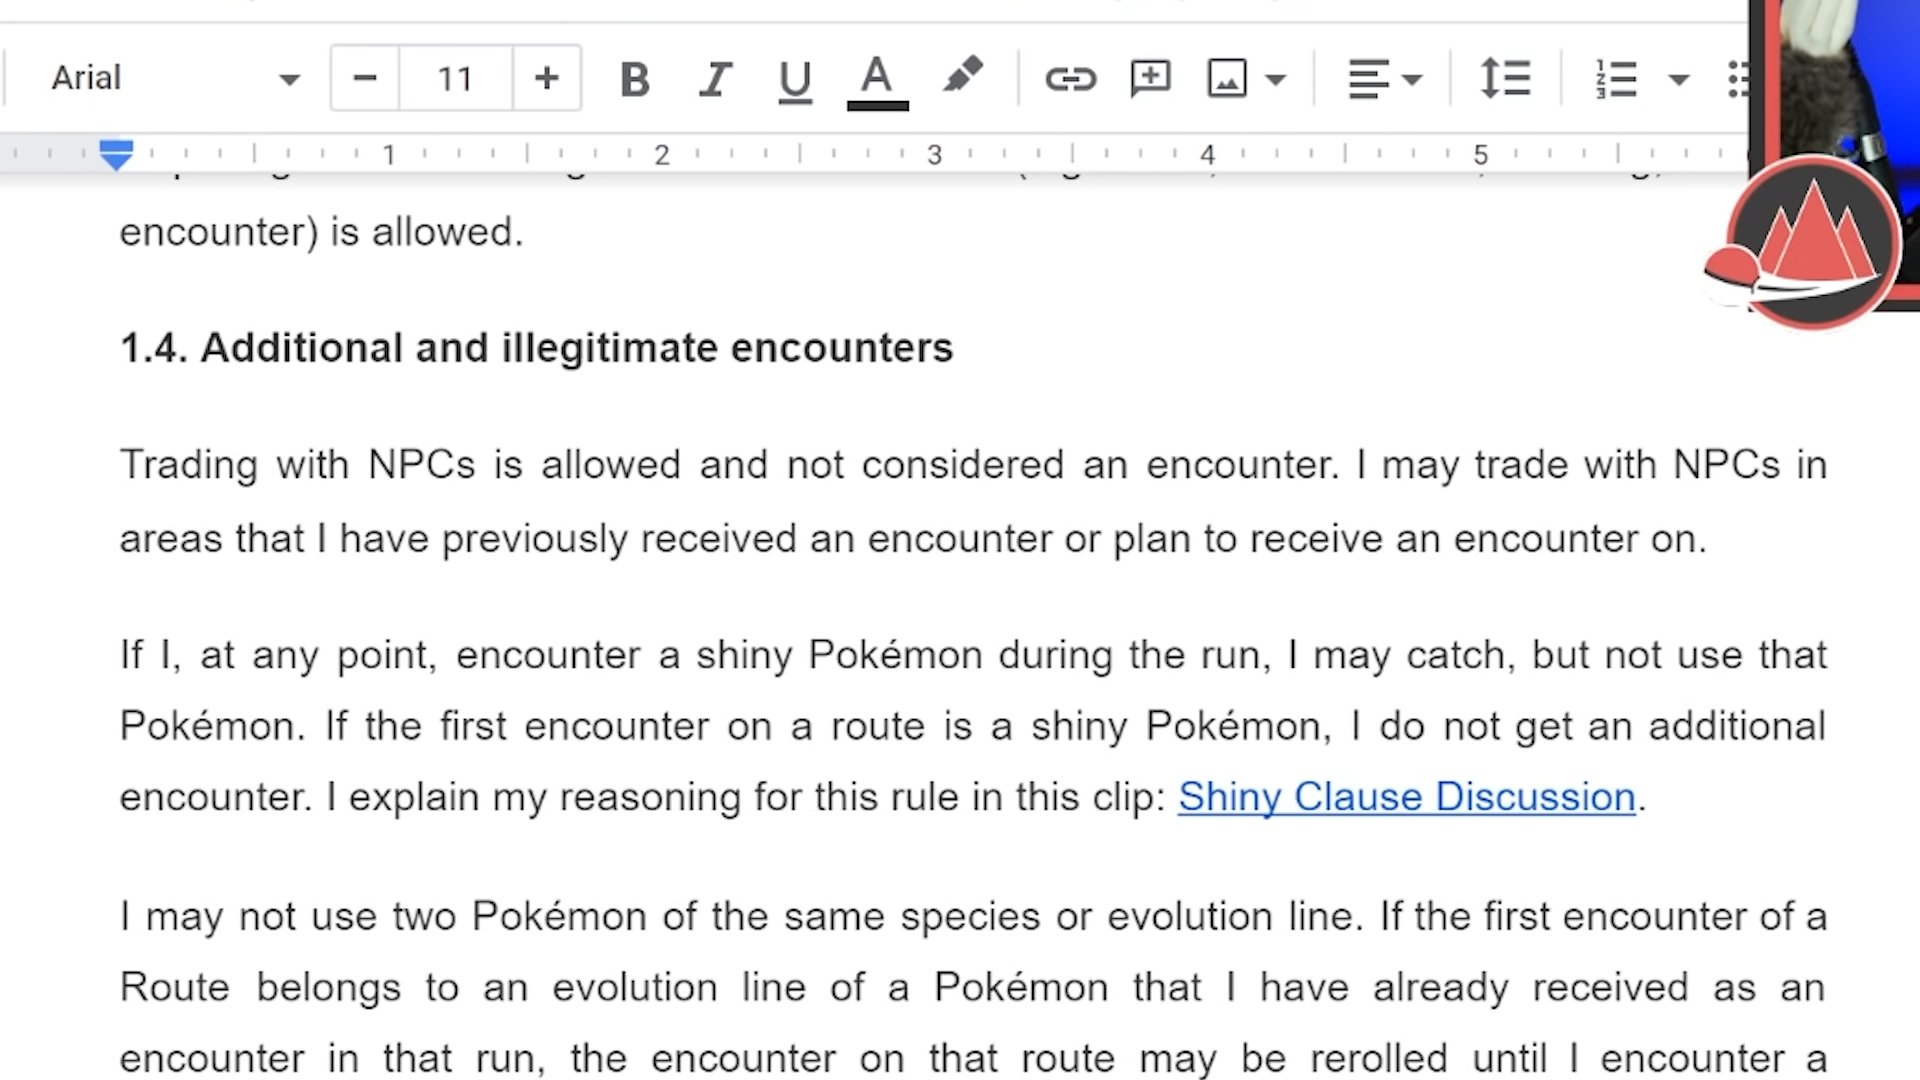 Arial
11
B I U A
1 2 3 4 5
encounter) is allowed.
1.4. Additional and illegitimate encounters
Trading with NPCs is allowed and not considered an encounter. I may trade with NPCs in
areas that I have previously received an encounter or plan to receive an encounter on.
If I, at any point, encounter a shiny Pokémon during the run, I may catch, but not use that
Pokémon. If the first encounter on a route is a shiny Pokémon, I do not get an additional
encounter. I explain my reasoning for this rule in this clip: Shiny Clause Discussion.
I may not use two Pokémon of the same species or evolution line. If the first encounter of a
Route belongs to an evolution line of a Pokémon that I have already received as an
encounter in that run, the encounter on that route may be rerolled until I encounter a